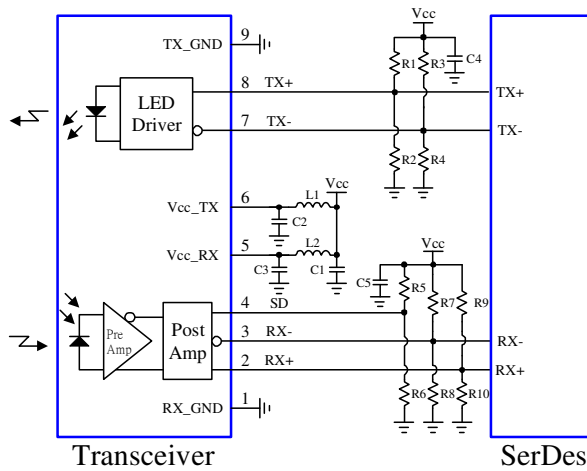 Vcc
TX_GND 9
R1 R3 C4
8 TX+ TX+
LED
Driver
7 TX- TX-
R2 R4
Vcc
Vcc_TX 6 L1
C2
Vcc
Vcc_RX 5 L2
C3 C1
C5 R5 R7 R9
4
SD
Pre
Amp
Post
Amp
3 RX- RX-
2 RX+ RX+
R6 R8 R10
RX_GND 1
Transceiver SerDes